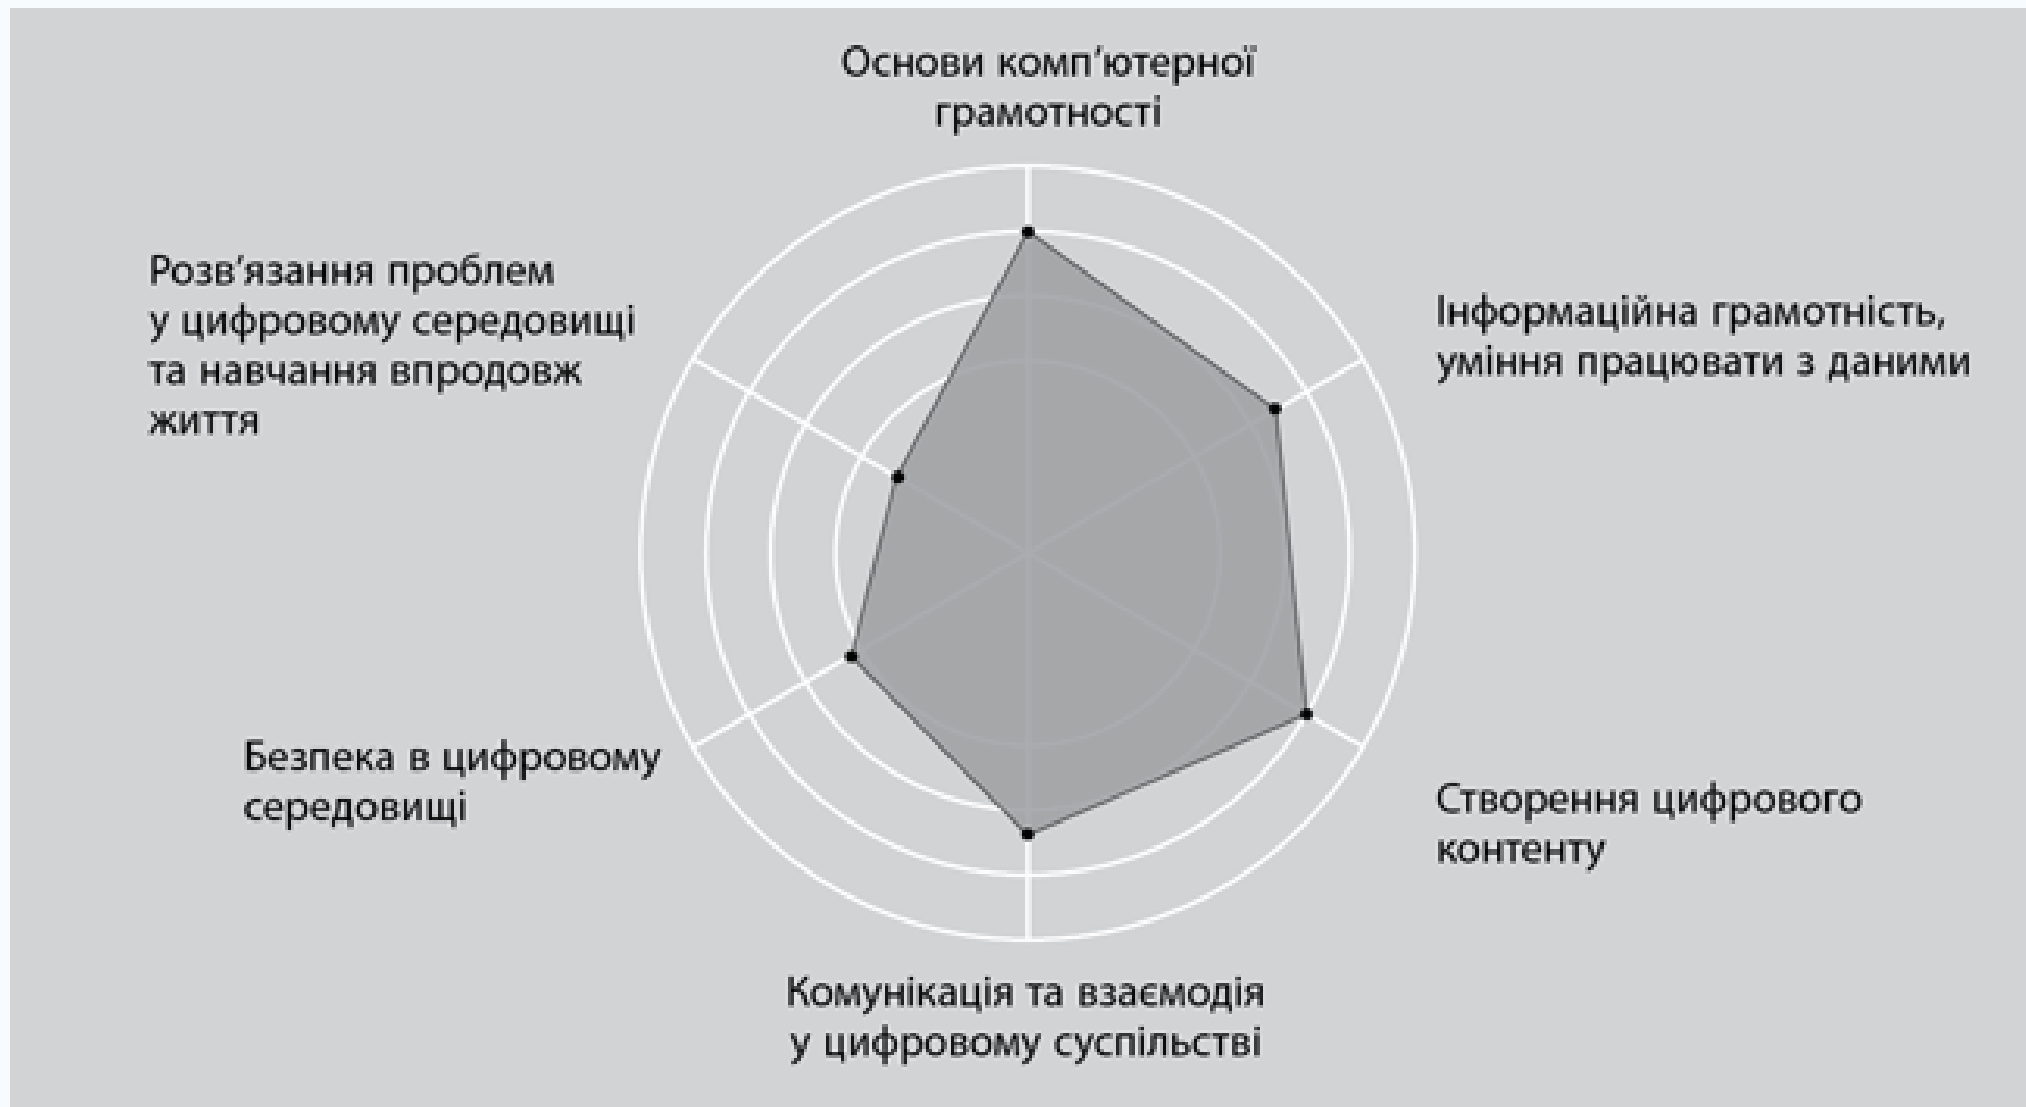 Основи комп'ютерної
грамотності
Розв'язання проблем
у цифровому середовищі
та навчання впродовж
життя
Інформаційна грамотність,
уміння працювати з даними
Безпека в цифровому
середовищі
Створення цифрового
контенту
Комунікація та взаємодія
у цифровому суспільстві